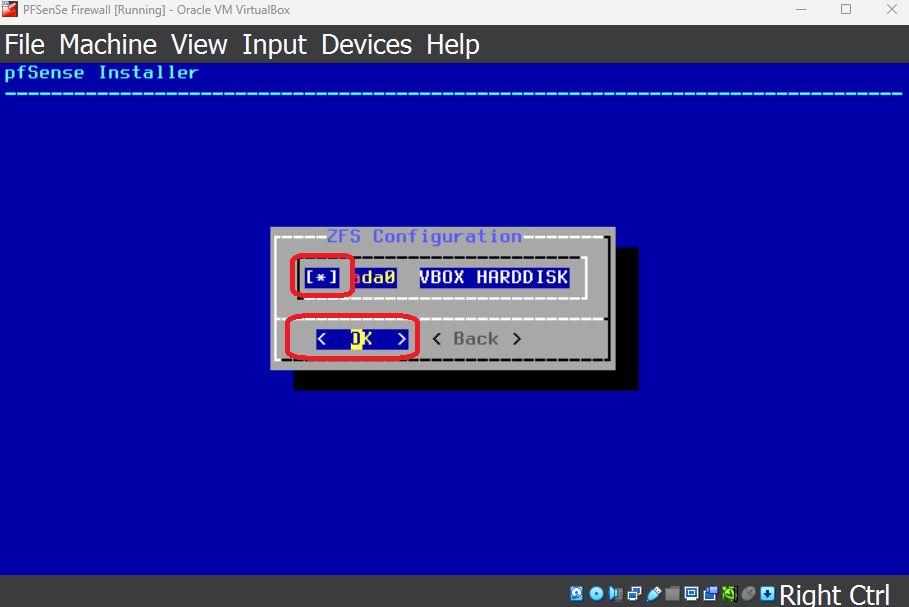 PFSenSe Firewall [Running] - Oracle VM VirtualBox
File Machine View Input Devices Help
pfSense Installer
ZFS Configuration
[*] ada0 VBOX HARDDISK
< OK > < Back >
Right Ctrl